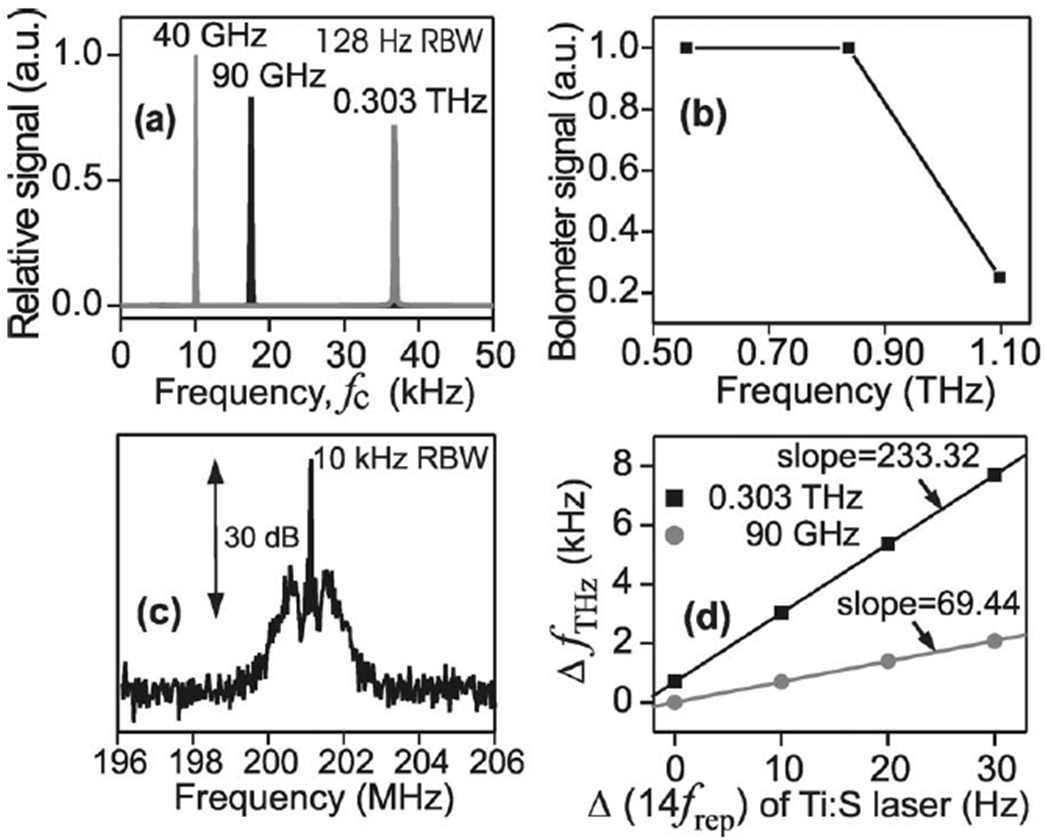 40 GHz
128 Hz RBW
90 GHz
0.303 THz
(a)
Relative signal (a.u.)
1.0
0.5
0.0
0 10 20 30 40 50
Frequency, fC (kHz)
(b)
Bolometer signal (a.u.)
1.0
0.8
0.6
0.4
0.2
0.50 0.70 0.90 1.10
Frequency (THz)
10 kHz RBW
30 dB
(c)
196 198 200 202 204 206
Frequency (MHz)
slope=233.32
0.303 THz
90 GHz
slope=69.44
(d)
Δ fTHz (kHz)
8
6
4
2
0
0 10 20 30
Δ (14frep) of Ti:S laser (Hz)